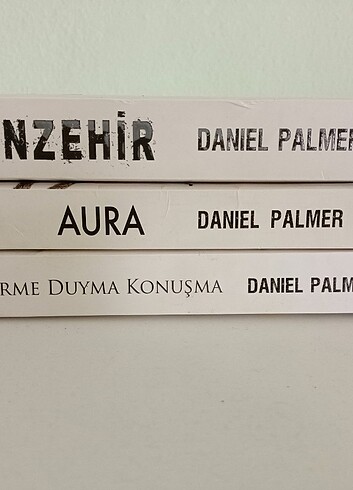 NZEHİR DANIEL PALMER
AURA DANIEL PALMER
RME DUYMA KONUŞMA DANIEL PALM